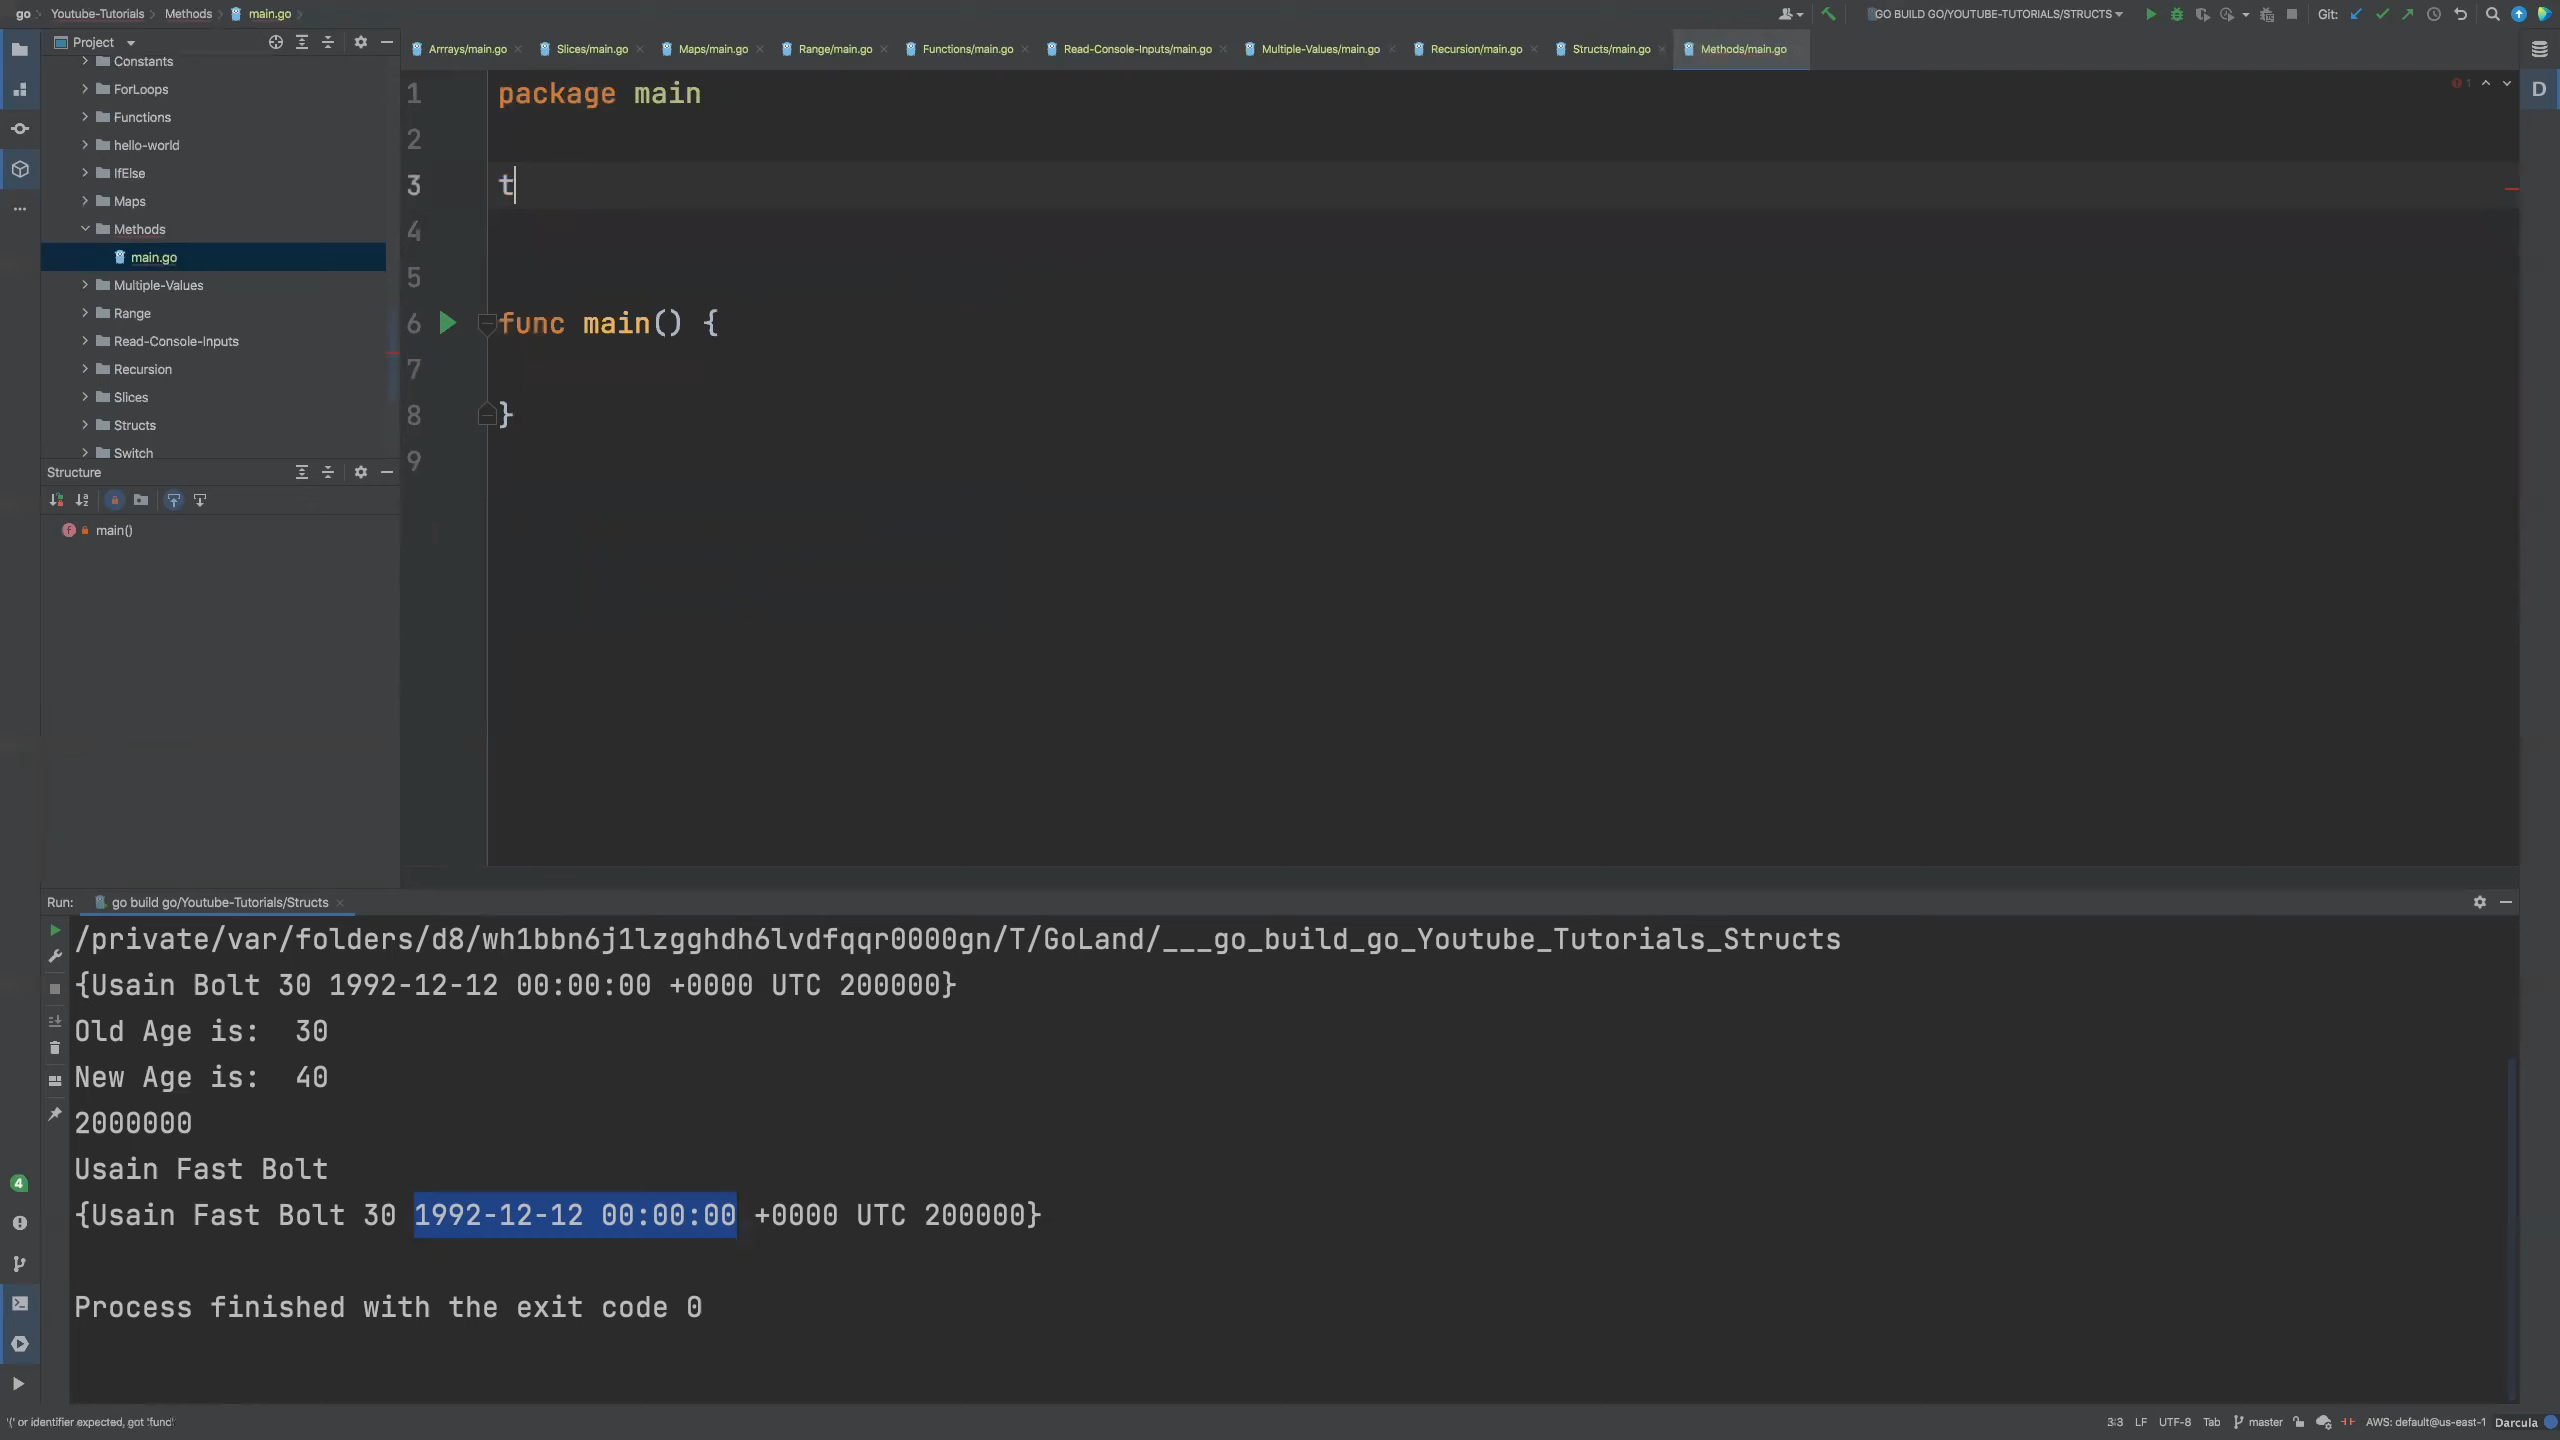 go Youtube-Tutorials Methods main.go
GO BUILD GO/YOUTUBE-TUTORIALS/STRUCTS Git:
Project
Arrrays/main.go Slices/main.go Maps/main.go Range/main.go Functions/main.go Read-Console-Inputs/main.go Multiple-Values/main.go Recursion/main.go Structs/main.go Methods/main.go
Constants
ForLoops
Functions
hello-world
IfElse
Maps
Methods
main.go
Multiple-Values
Range
Read-Console-Inputs
Recursion
Slices
Structs
Switch
Structure
main()
1 package main
2
3 t
4
5
6 func main() {
7
8 }
9
1
D
Run: go build go/Youtube-Tutorials/Structs
/private/var/folders/d8/wh1bbn6j1lzgghdh6lvdfqqr0000gn/T/GoLand/___go_build_go_Youtube_Tutorials_Structs
{Usain Bolt 30 1992-12-12 00:00:00 +0000 UTC 200000}
Old Age is:  30
New Age is:  40
2000000
Usain Fast Bolt
{Usain Fast Bolt 30 1992-12-12 00:00:00 +0000 UTC 200000}
Process finished with the exit code 0
4
'(' or identifier expected, got 'func'
3:3 LF UTF-8 Tab master AWS: default@us-east-1 Darcula